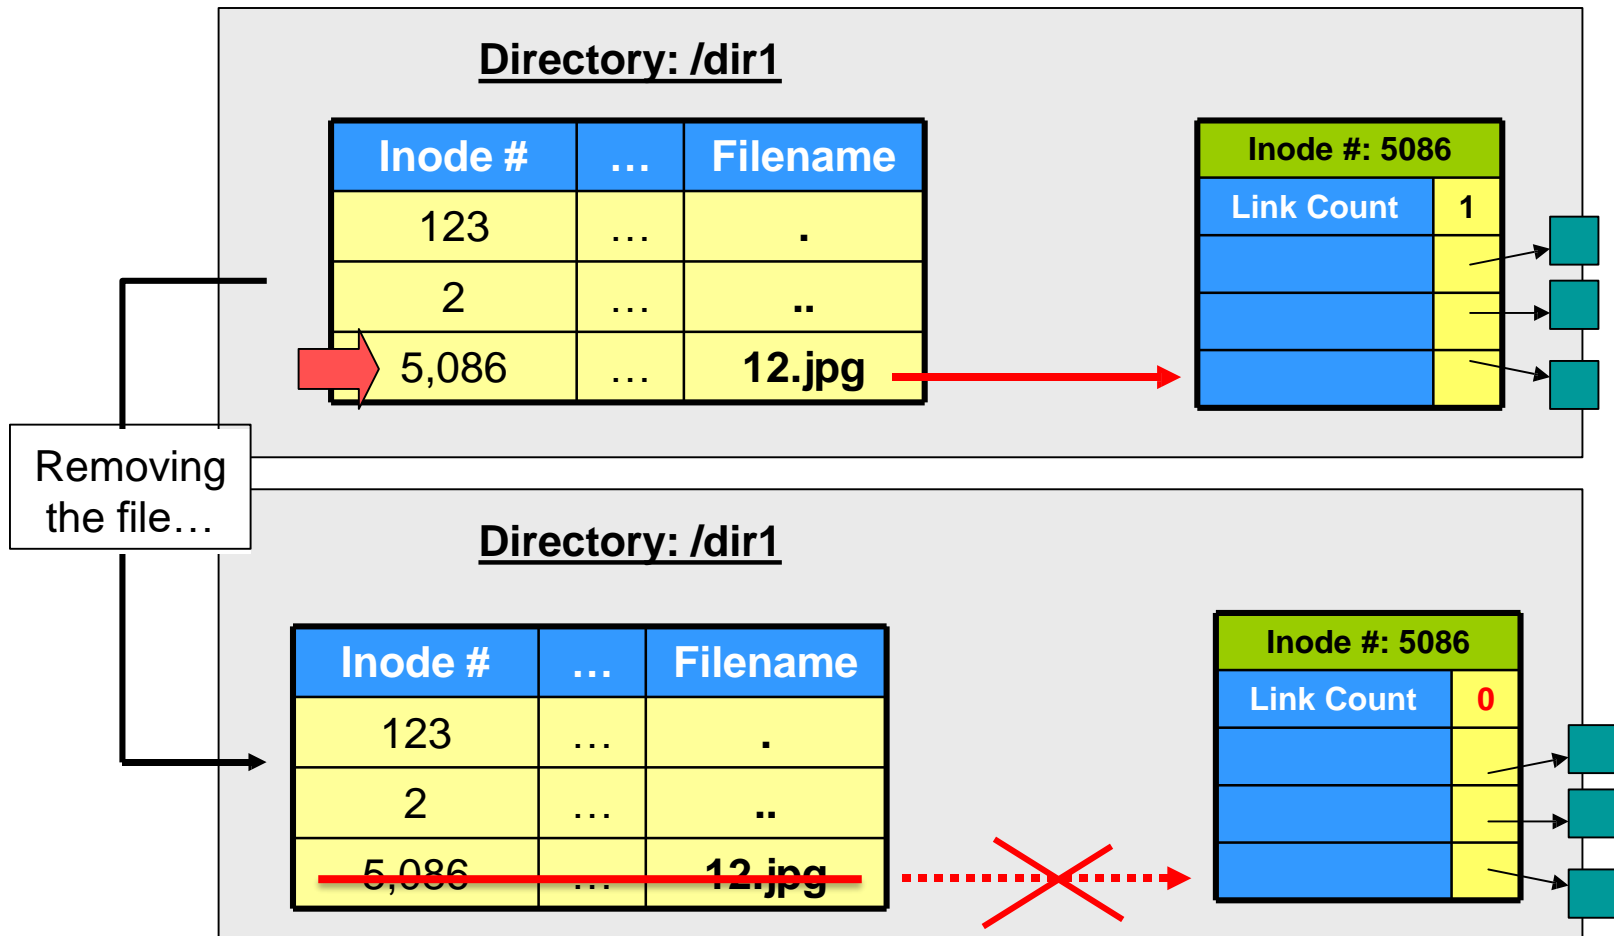 Directory: /dir1
Inode # … Filename
123 … .
2 … ..
5,086 … 12.jpg
Inode #: 5086
Link Count 1
Removing
the file…
Directory: /dir1
Inode # … Filename
123 … .
2 … ..
5,086 … 12.jpg
Inode #: 5086
Link Count 0